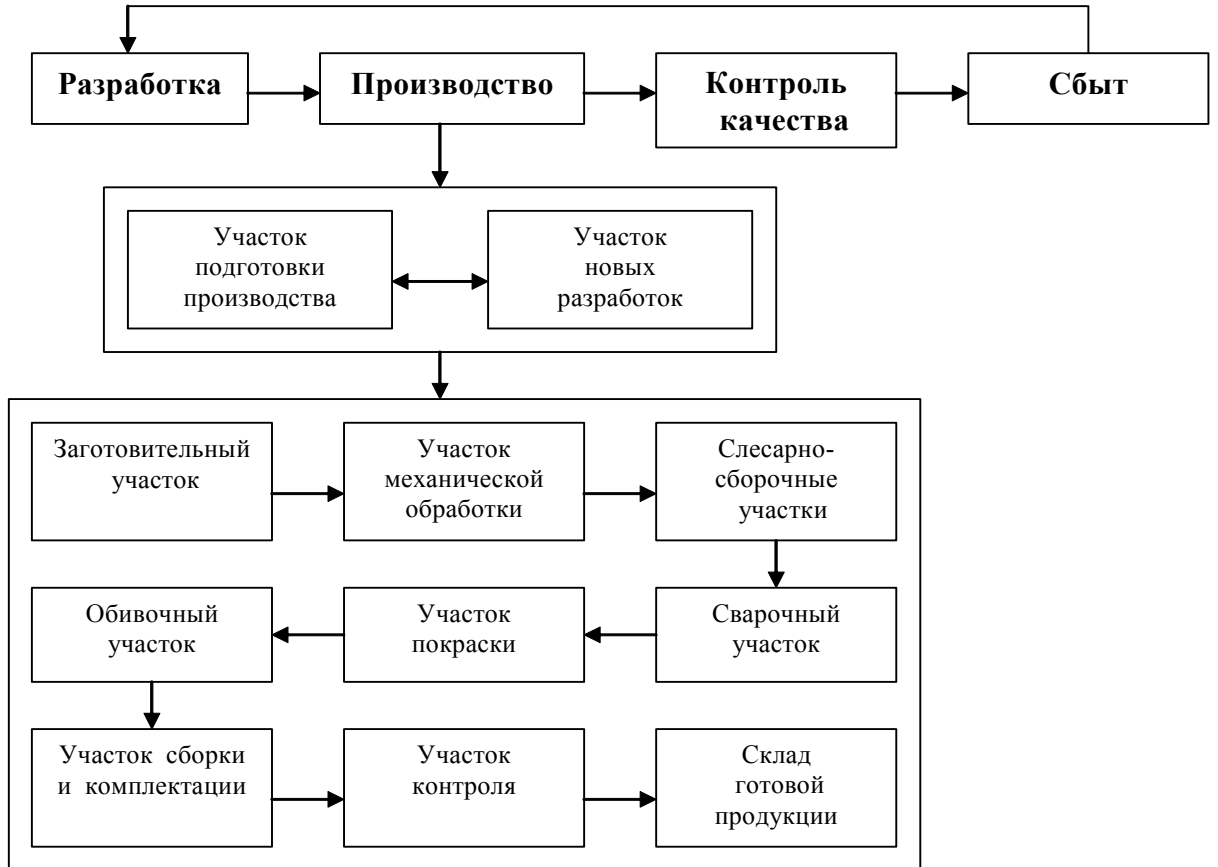 Разработка
Производство
Контроль
качества
Сбыт
Участок
подготовки
производства
Участок
новых
разработок
Заготовительный
участок
Участок
механической
обработки
Слесарно-
сборочные
участки
Обивочный
участок
Участок
покраски
Сварочный
участок
Участок сборки
и комплектации
Участок
контроля
Склад
готовой
продукции